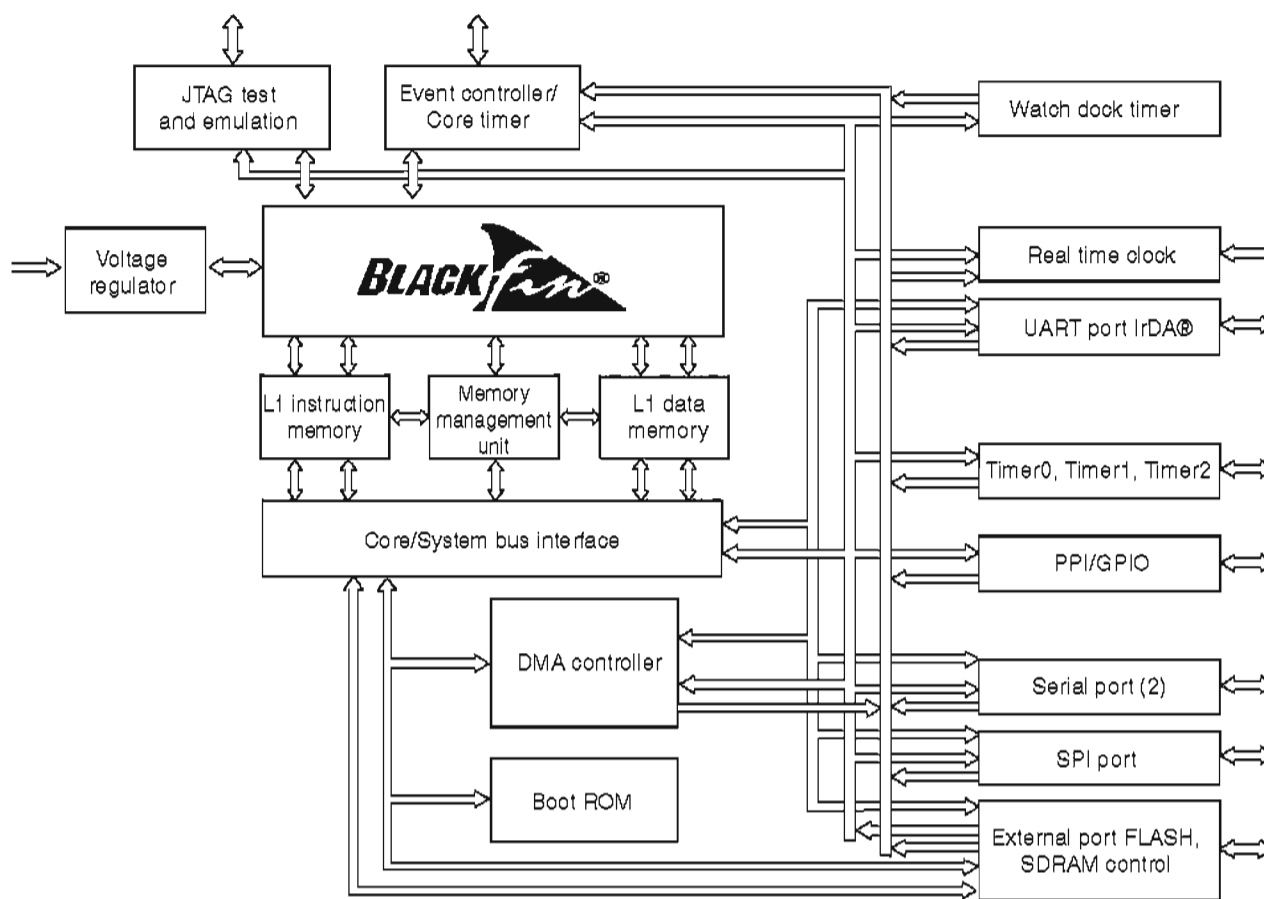 JTAG test
and emulation
Event controller/
Core timer
Watch dock timer
Voltage
regulator
BLACKfin®
Real time clock
UART port IrDA®
L1 instruction
memory
Memory
management
unit
L1 data
memory
Timer0, Timer1, Timer2
Core/System bus interface
PPI/GPIO
DMA controller
Serial port (2)
SPI port
Boot ROM
External port FLASH,
SDRAM control